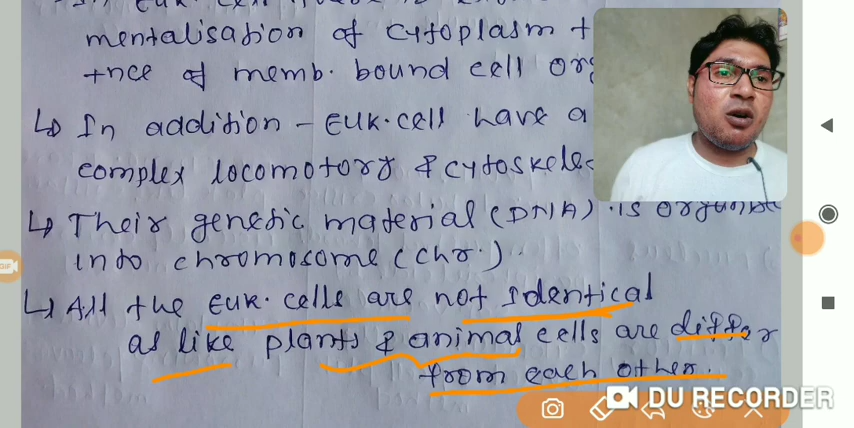 mentalisation of cytoplasm
tnce of memb. bound cell
↳ In addition - EUK. cell have a
complex locomotory & cytoskele
↳ Their genetic material (DNA) is
into chromosome (chr.).
↳ All the euk. cells are not identical
as like plants & animal cells are differ
from each other.
DU RECORDER
GIF